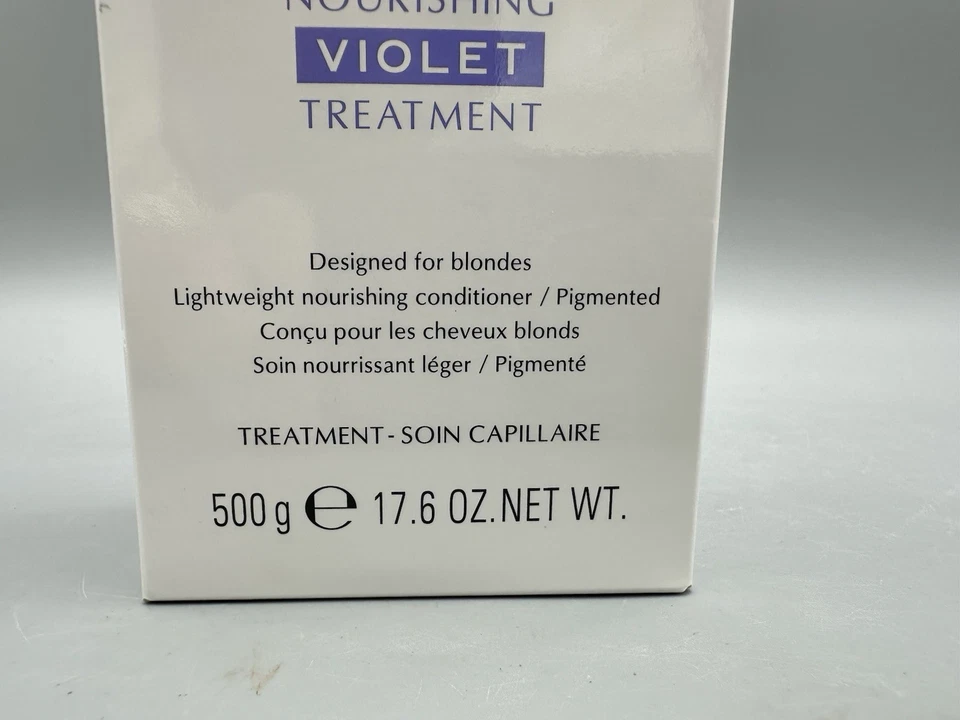 NOURISHING
VIOLET
TREATMENT
Designed for blondes
Lightweight nourishing conditioner / Pigmented
Conçu pour les cheveux blonds
Soin nourrissant léger / Pigmenté
TREATMENT - SOIN CAPILLAIRE
500 g ℮ 17.6 OZ. NET WT.